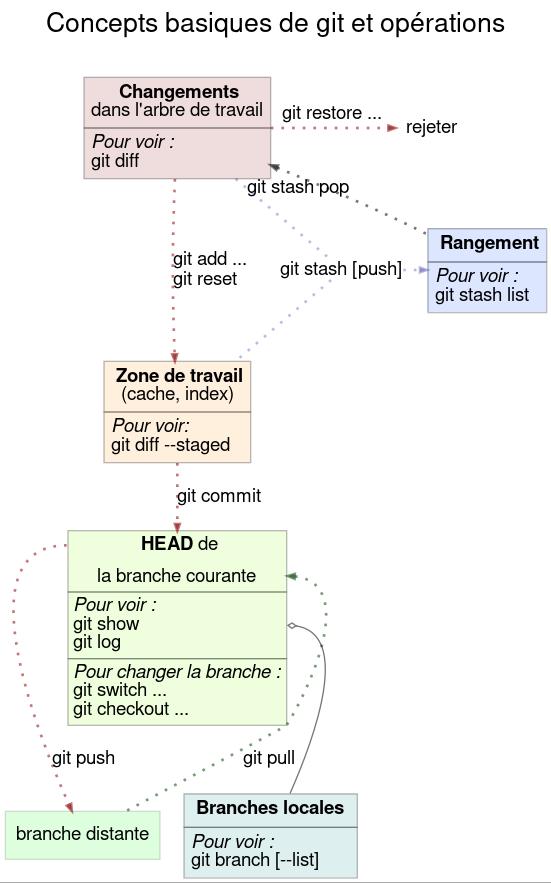 Concepts basiques de git et opérations
Changements
dans l'arbre de travail
Pour voir :
git diff
git restore ...
rejeter
git stash pop
Rangement
Pour voir :
git stash list
git add ...
git reset
git stash [push]
Zone de travail
(cache, index)
Pour voir:
git diff --staged
git commit
HEAD de
la branche courante
Pour voir :
git show
git log
Pour changer la branche :
git switch ...
git checkout ...
git push
git pull
branche distante
Branches locales
Pour voir :
git branch [--list]